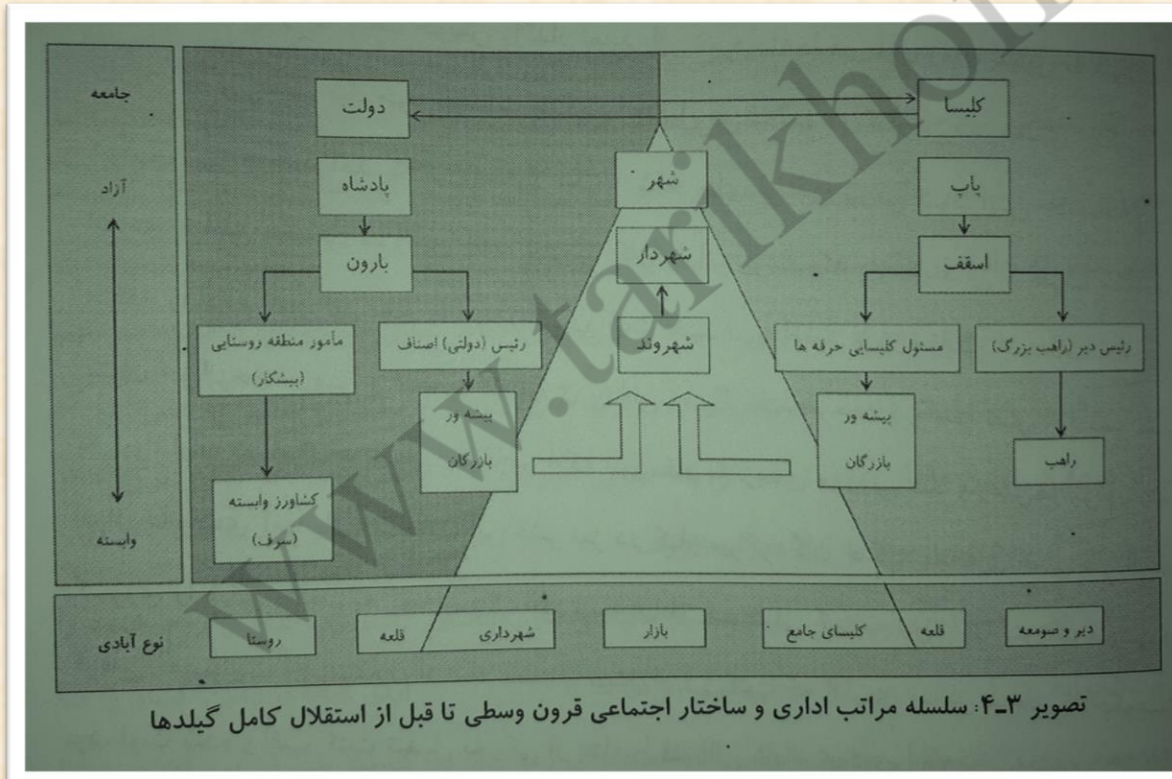 جامعه
آزاد
وابسته
کلیسا
پاپ
اسقف
رئیس دیر (راهب بزرگ)
راهب
مسئول کلیسایی حرفه ها
پیشه ور
بازرگان
شهر
شهردار
شهروند
دولت
پادشاه
بارون
رئیس (دولتی) اصناف
پیشه ور
بازرگان
مأمور منطقه روستایی
(پیشکار)
کشاورز وابسته
(سرف)
دیر و صومعه
قلعه
کلیسای جامع
بازار
شهرداری
قلعه
روستا
نوع آبادی
تصویر ۳ـ۴: سلسله مراتب اداری و ساختار اجتماعی قرون وسطی تا قبل از استقلال کامل گیلدها